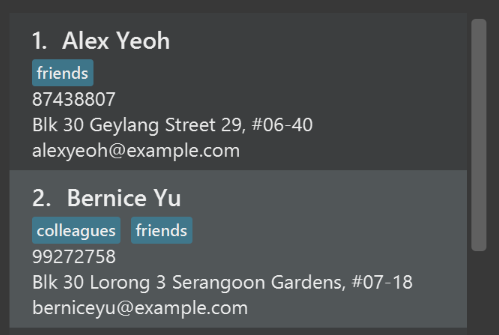 1. Alex Yeoh
friends
87438807
Blk 30 Geylang Street 29, #06-40
alexyeoh@example.com
2. Bernice Yu
colleagues friends
99272758
Blk 30 Lorong 3 Serangoon Gardens, #07-18
berniceyu@example.com